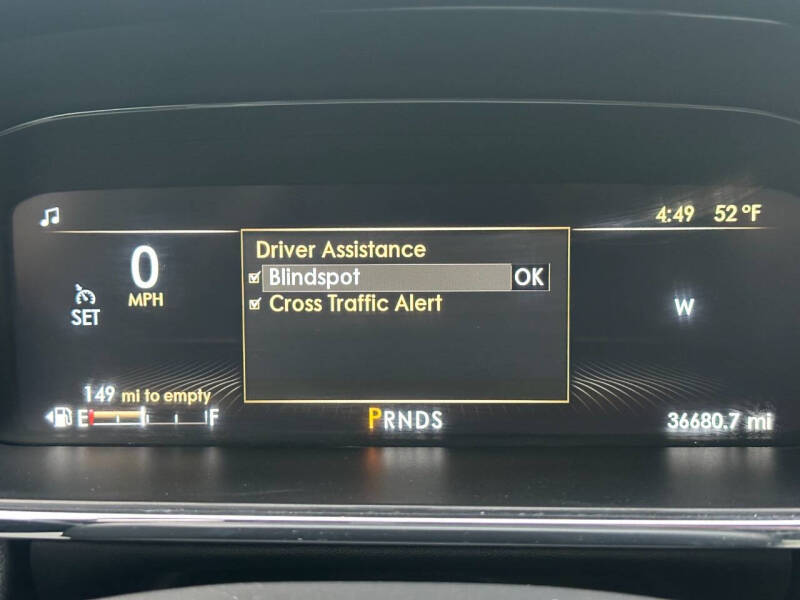 4:49 52 °F
0
MPH
SET
Driver Assistance
Blindspot OK
Cross Traffic Alert
W
149 mi to empty
E F
PRNDS
36680.7 mi